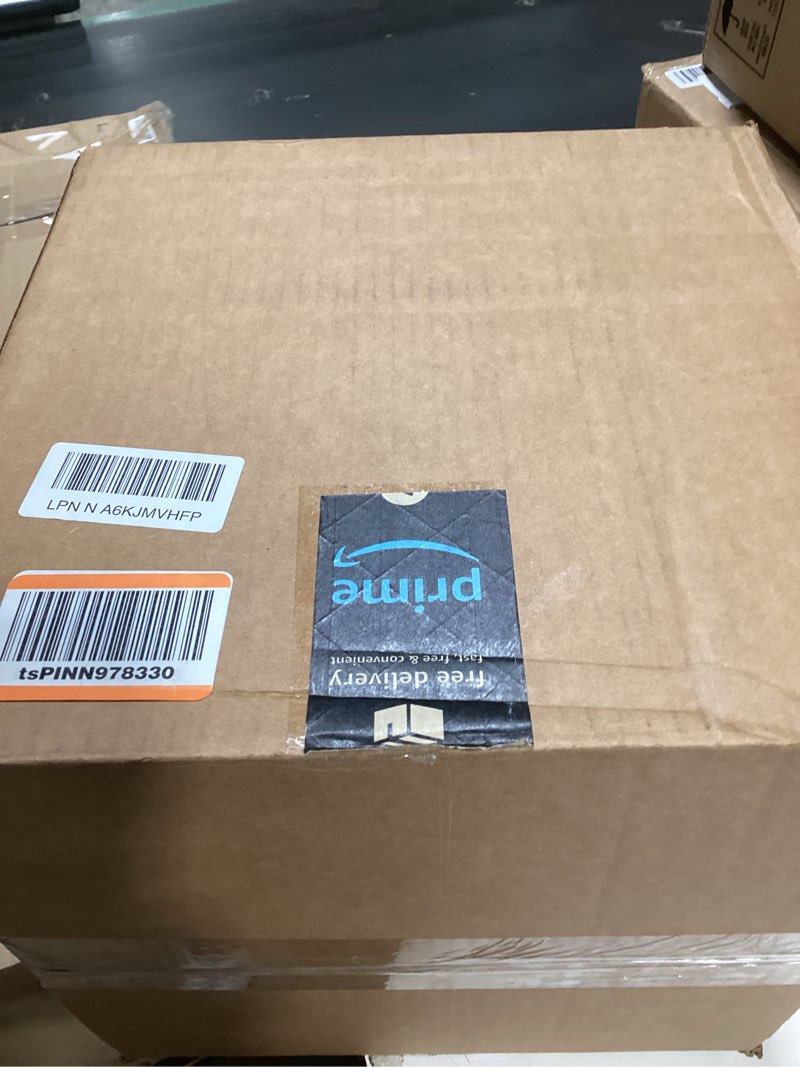 LPN N A6KJMVHFP
tsPINN978330
prime
fast, free & convenient
free delivery